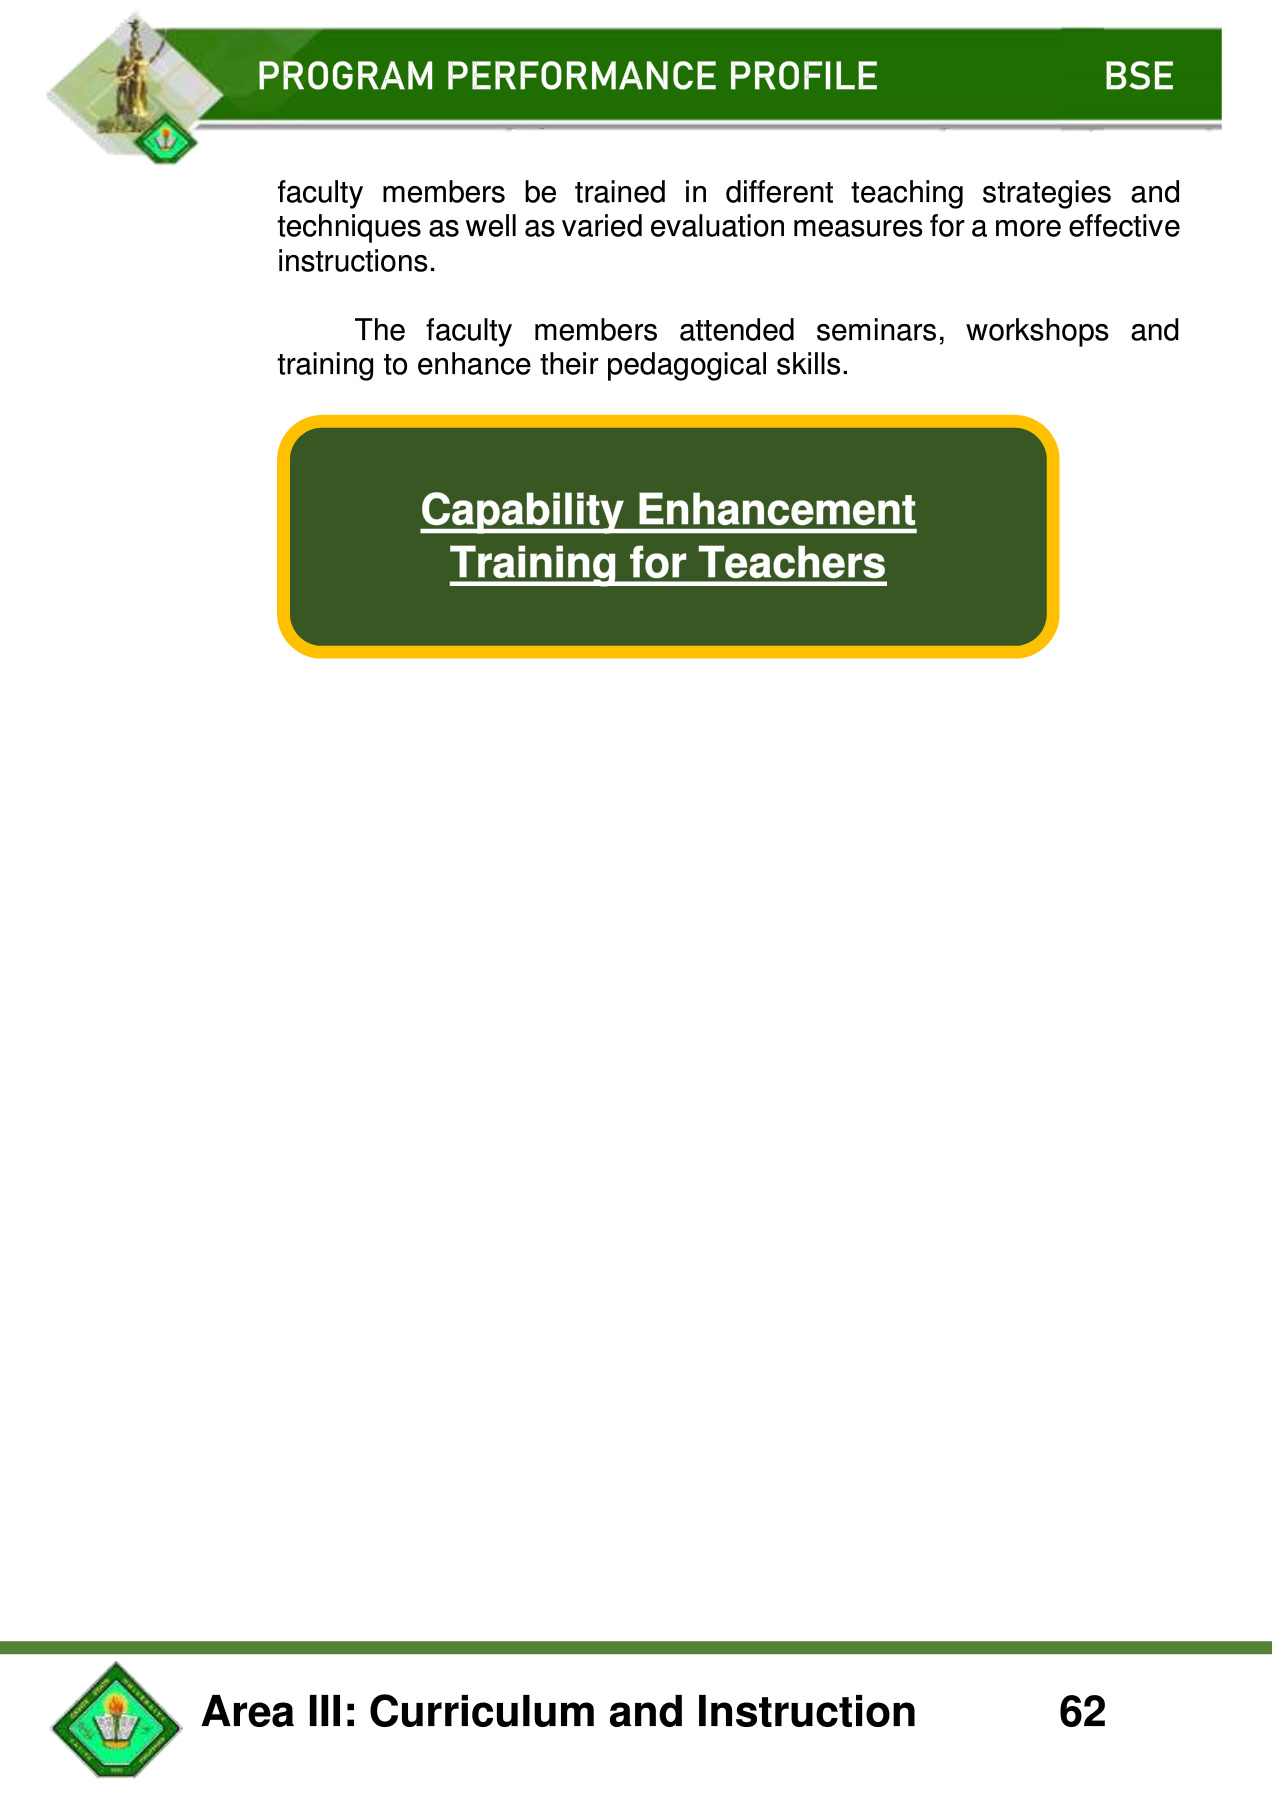 PROGRAM PERFORMANCE PROFILE BSE
faculty members be trained in different teaching strategies and
techniques as well as varied evaluation measures for a more effective
instructions.
The faculty members attended seminars, workshops and
training to enhance their pedagogical skills.
Capability Enhancement
Training for Teachers
Area III: Curriculum and Instruction 62